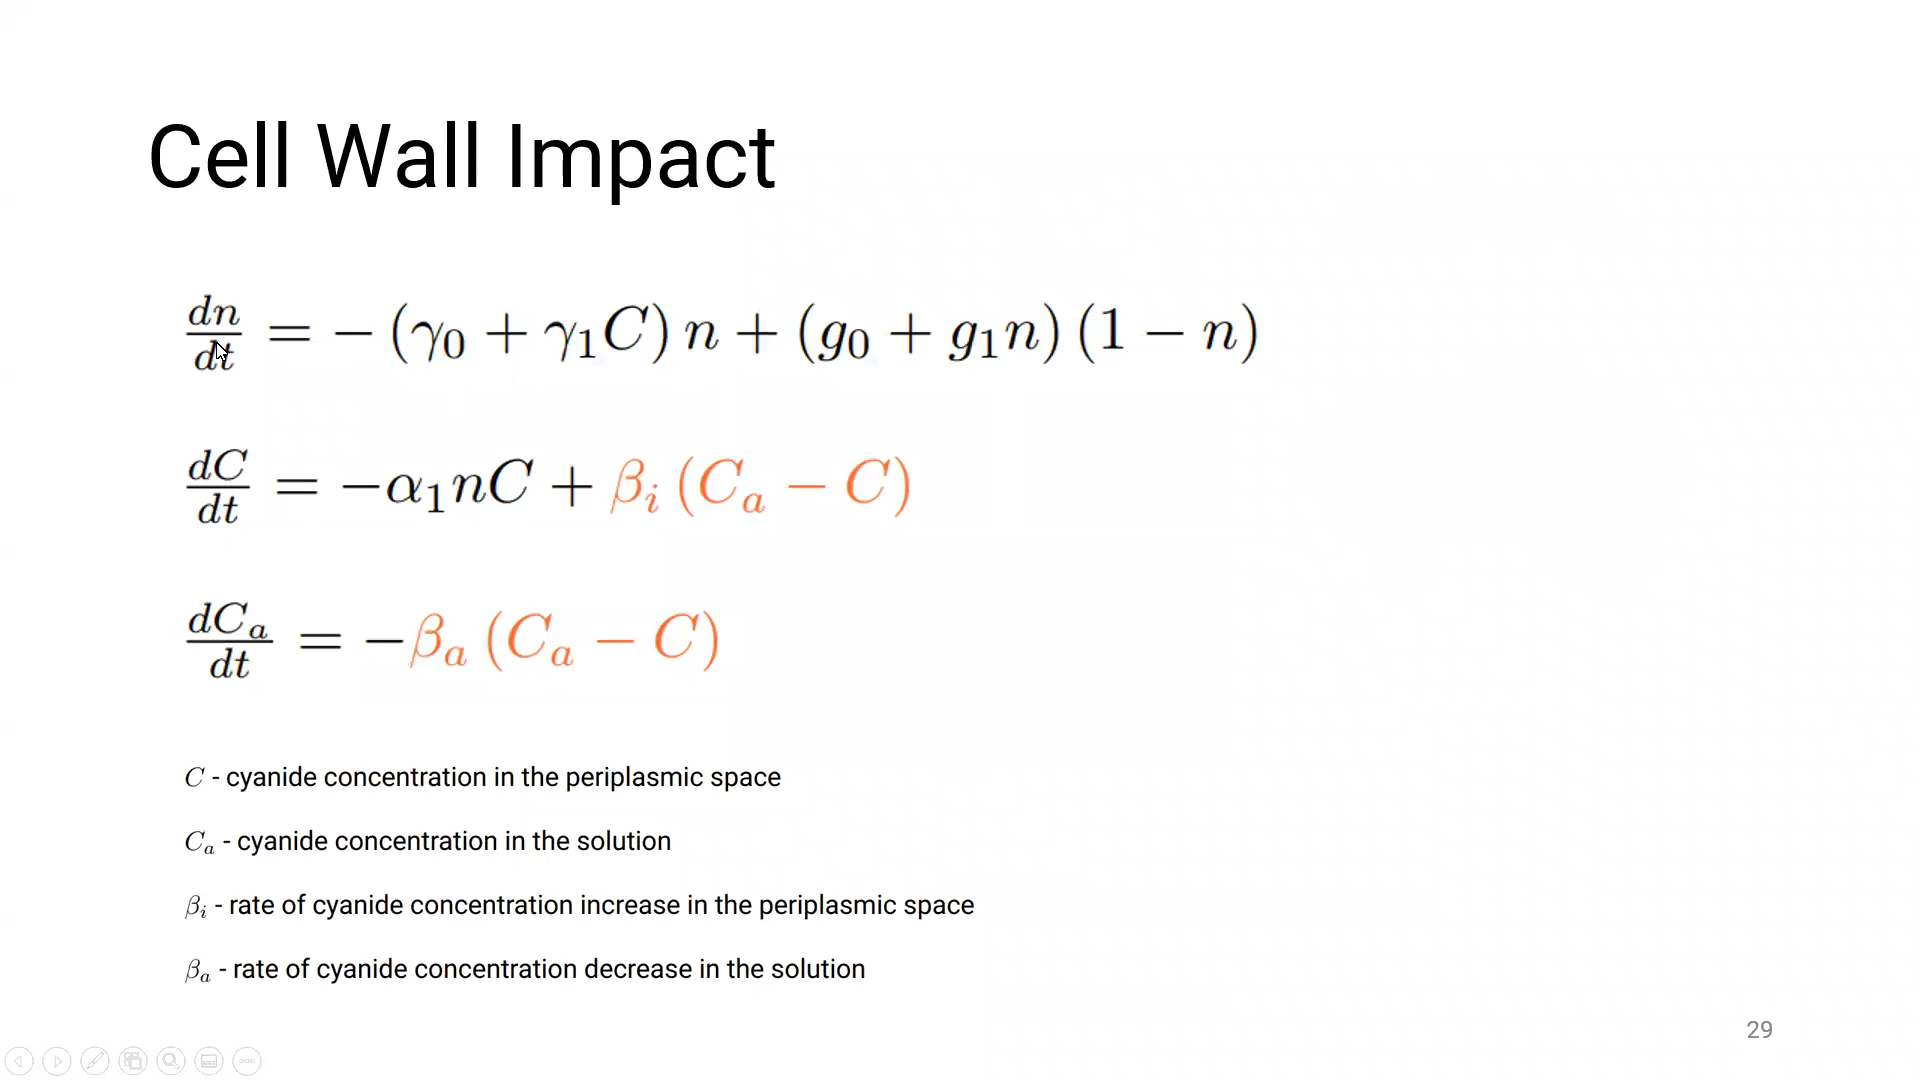 Cell Wall Impact
dn/dt = − (γ₀ + γ₁C) n + (g₀ + g₁n) (1 − n)
dC/dt = −α₁nC + βᵢ (Cₐ − C)
dCₐ/dt = −βₐ (Cₐ − C)
C - cyanide concentration in the periplasmic space
Cₐ - cyanide concentration in the solution
βᵢ - rate of cyanide concentration increase in the periplasmic space
βₐ - rate of cyanide concentration decrease in the solution
29